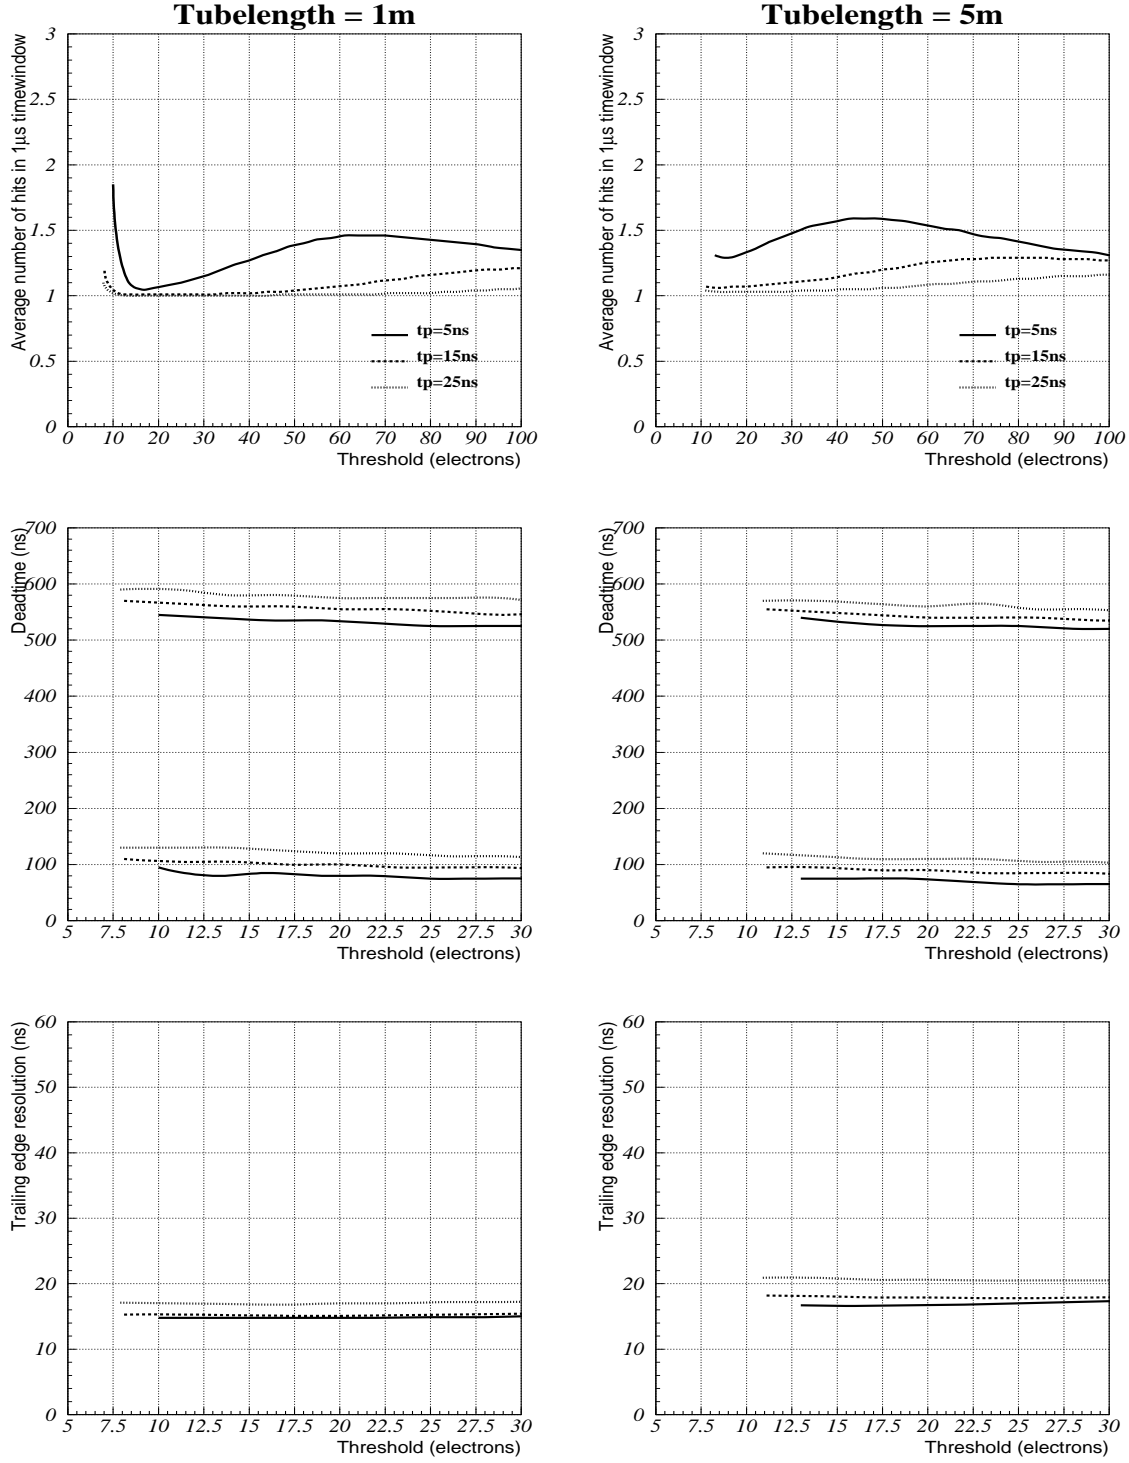 Tubelength = 1m
Average number of hits in 1μs timewindow
3
2.5
2
1.5
1
0.5
0
tp=5ns
tp=15ns
tp=25ns
0 10 20 30 40 50 60 70 80 90 100
Threshold (electrons)
Tubelength = 5m
Average number of hits in 1μs timewindow
3
2.5
2
1.5
1
0.5
0
tp=5ns
tp=15ns
tp=25ns
0 10 20 30 40 50 60 70 80 90 100
Threshold (electrons)
Deadtime (ns)
700
600
500
400
300
200
100
0
5 7.5 10 12.5 15 17.5 20 22.5 25 27.5 30
Threshold (electrons)
Deadtime (ns)
700
600
500
400
300
200
100
0
5 7.5 10 12.5 15 17.5 20 22.5 25 27.5 30
Threshold (electrons)
Trailing edge resolution (ns)
60
50
40
30
20
10
0
5 7.5 10 12.5 15 17.5 20 22.5 25 27.5 30
Threshold (electrons)
Trailing edge resolution (ns)
60
50
40
30
20
10
0
5 7.5 10 12.5 15 17.5 20 22.5 25 27.5 30
Threshold (electrons)